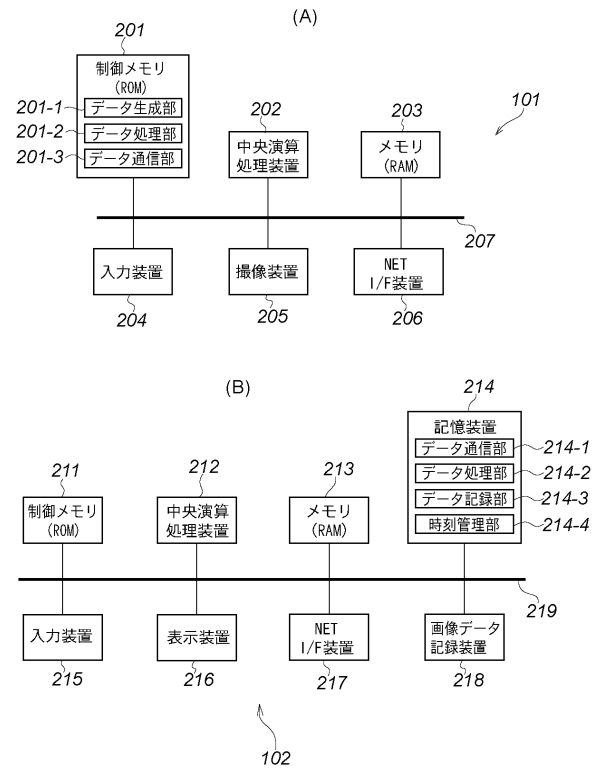 (A)
201
制御メモリ
(ROM)
201-1
データ生成部
201-2
データ処理部
201-3
データ通信部
202
中央演算
処理装置
203
メモリ
(RAM)
101
207
入力装置
204
撮像装置
205
NET
I/F装置
206
(B)
211
制御メモリ
(ROM)
212
中央演算
処理装置
213
メモリ
(RAM)
214
記憶装置
データ通信部
214-1
データ処理部
214-2
データ記録部
214-3
時刻管理部
214-4
219
入力装置
215
表示装置
216
NET
I/F装置
217
画像データ
記録装置
218
102